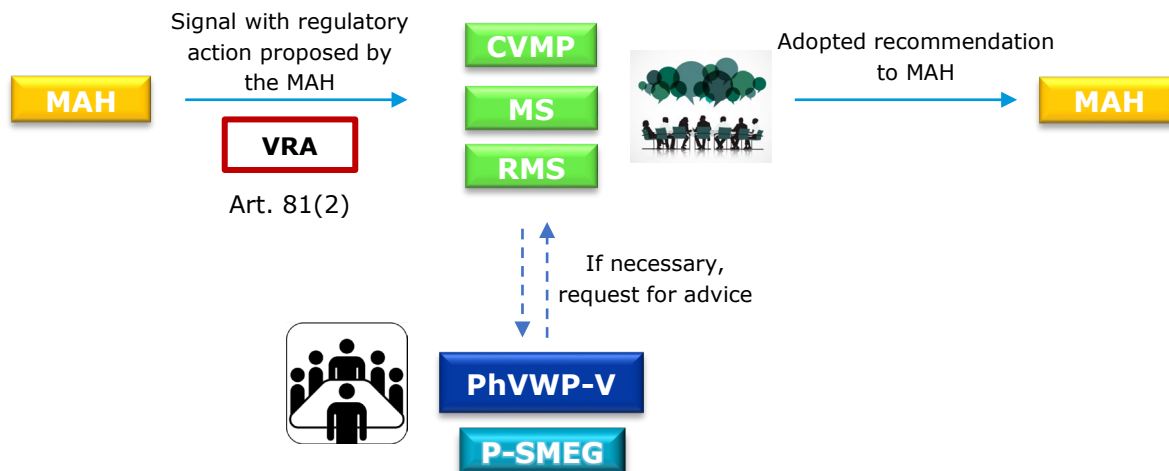 Signal with regulatory
action proposed by
the MAH
MAH
VRA
Art. 81(2)
CVMP
MS
RMS
Adopted recommendation
to MAH
MAH
If necessary,
request for advice
PhVWP-V
P-SMEG